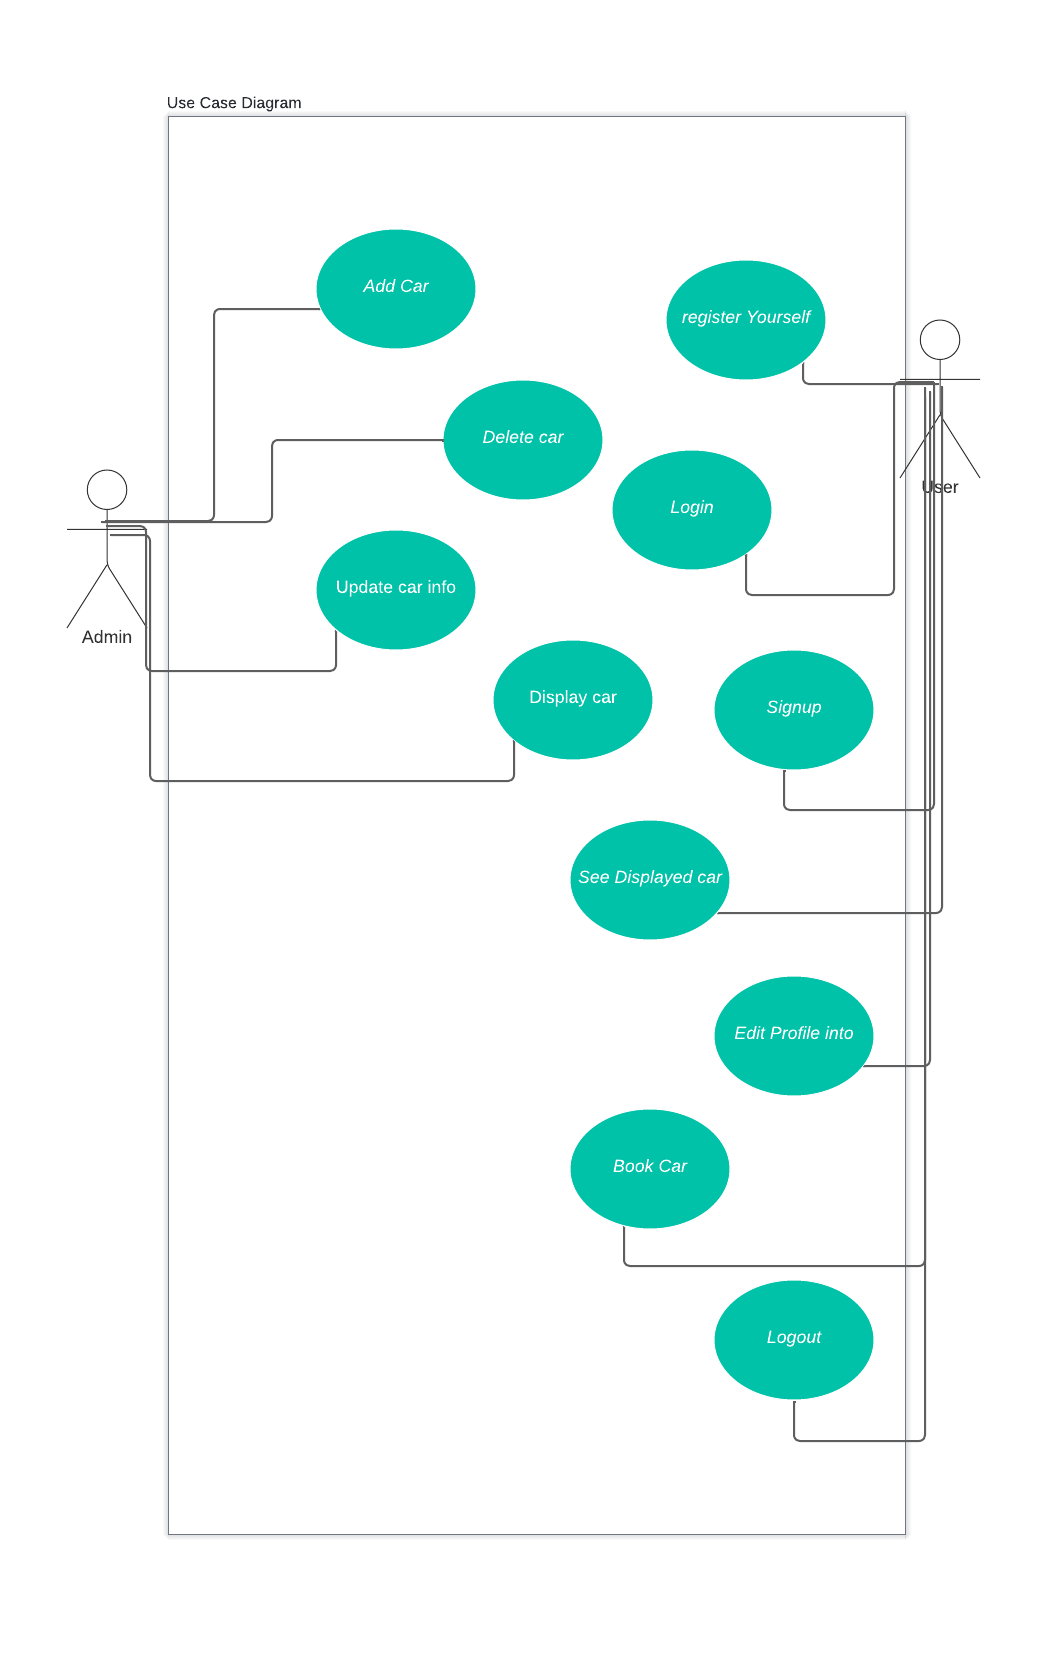 Use Case Diagram
Add Car
register Yourself
Delete car
User
Login
Update car info
Admin
Display car
Signup
See Displayed car
Edit Profile into
Book Car
Logout